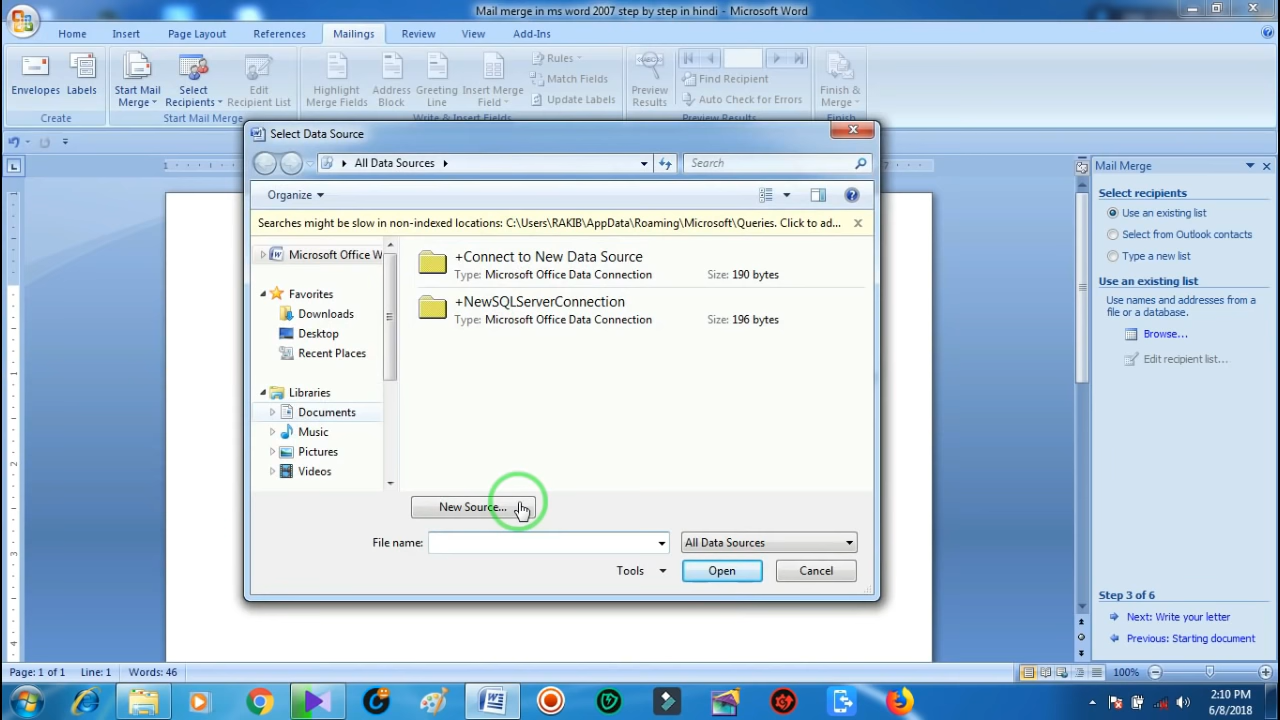 Mail merge in ms word 2007 step by step in hindi - Microsoft Word
Home Insert Page Layout References Mailings Review View Add-Ins
Envelopes Labels
Create
Start Mail Merge
Select Recipients
Edit Recipient List
Start Mail Merge
Highlight Merge Fields
Address Block
Greeting Line
Insert Merge Field
Rules
Match Fields
Update Labels
Write & Insert Fields
Preview Results
Find Recipient
Auto Check for Errors
Preview Results
Finish & Merge
Finish
Select Data Source
All Data Sources
Search
Organize
Searches might be slow in non-indexed locations: C:\Users\RAKIB\AppData\Roaming\Microsoft\Queries. Click to ad...
Microsoft Office W
Favorites
Downloads
Desktop
Recent Places
Libraries
Documents
Music
Pictures
Videos
+Connect to New Data Source
Type: Microsoft Office Data Connection Size: 190 bytes
+NewSQLServerConnection
Type: Microsoft Office Data Connection Size: 196 bytes
New Source...
File name:
All Data Sources
Tools Open Cancel
Mail Merge
Select recipients
Use an existing list
Select from Outlook contacts
Type a new list
Use an existing list
Use names and addresses from a
file or a database.
Browse...
Edit recipient list...
Step 3 of 6
Next: Write your letter
Previous: Starting document
Page: 1 of 1 Line: 1 Words: 46
100%
2:10 PM
6/8/2018